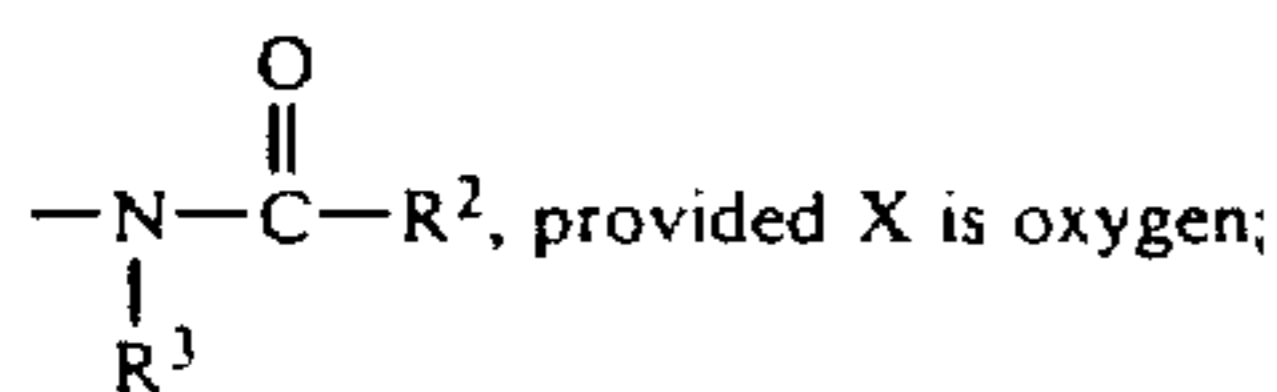 O
—N—C—R², provided X is oxygen;
R³